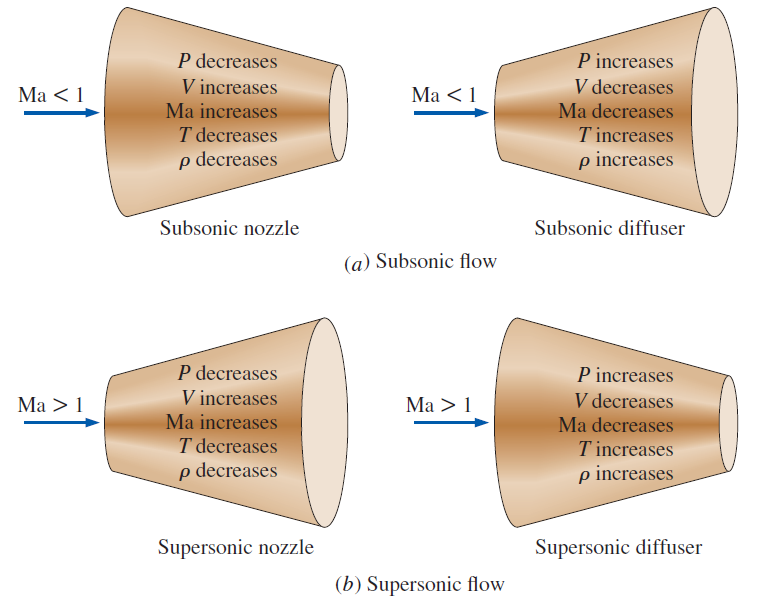 Ma < 1
P decreases
V increases
Ma increases
T decreases
ρ decreases
Subsonic nozzle
Ma < 1
P increases
V decreases
Ma decreases
T increases
ρ increases
Subsonic diffuser
(a) Subsonic flow
Ma > 1
P decreases
V increases
Ma increases
T decreases
ρ decreases
Supersonic nozzle
Ma > 1
P increases
V decreases
Ma decreases
T increases
ρ increases
Supersonic diffuser
(b) Supersonic flow